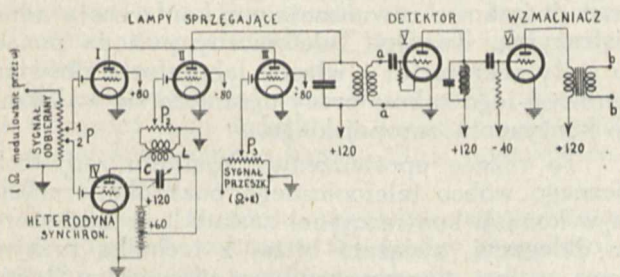 LAMPY SPRZĘGAJĄCE
DETEKTOR
WZMACNIACZ
Ω modulowane przez
SYGNAŁ ODBIERANY
1
2
P
+80
II
+80
+80
V
a
a
+120
+120
-40
VI
+120
b
b
P₂
C
+120
+60
P₃
SYGNAŁ
PRZESZK.
(Ω+ε)
IV
HETERODYNA
SYNCHRON.